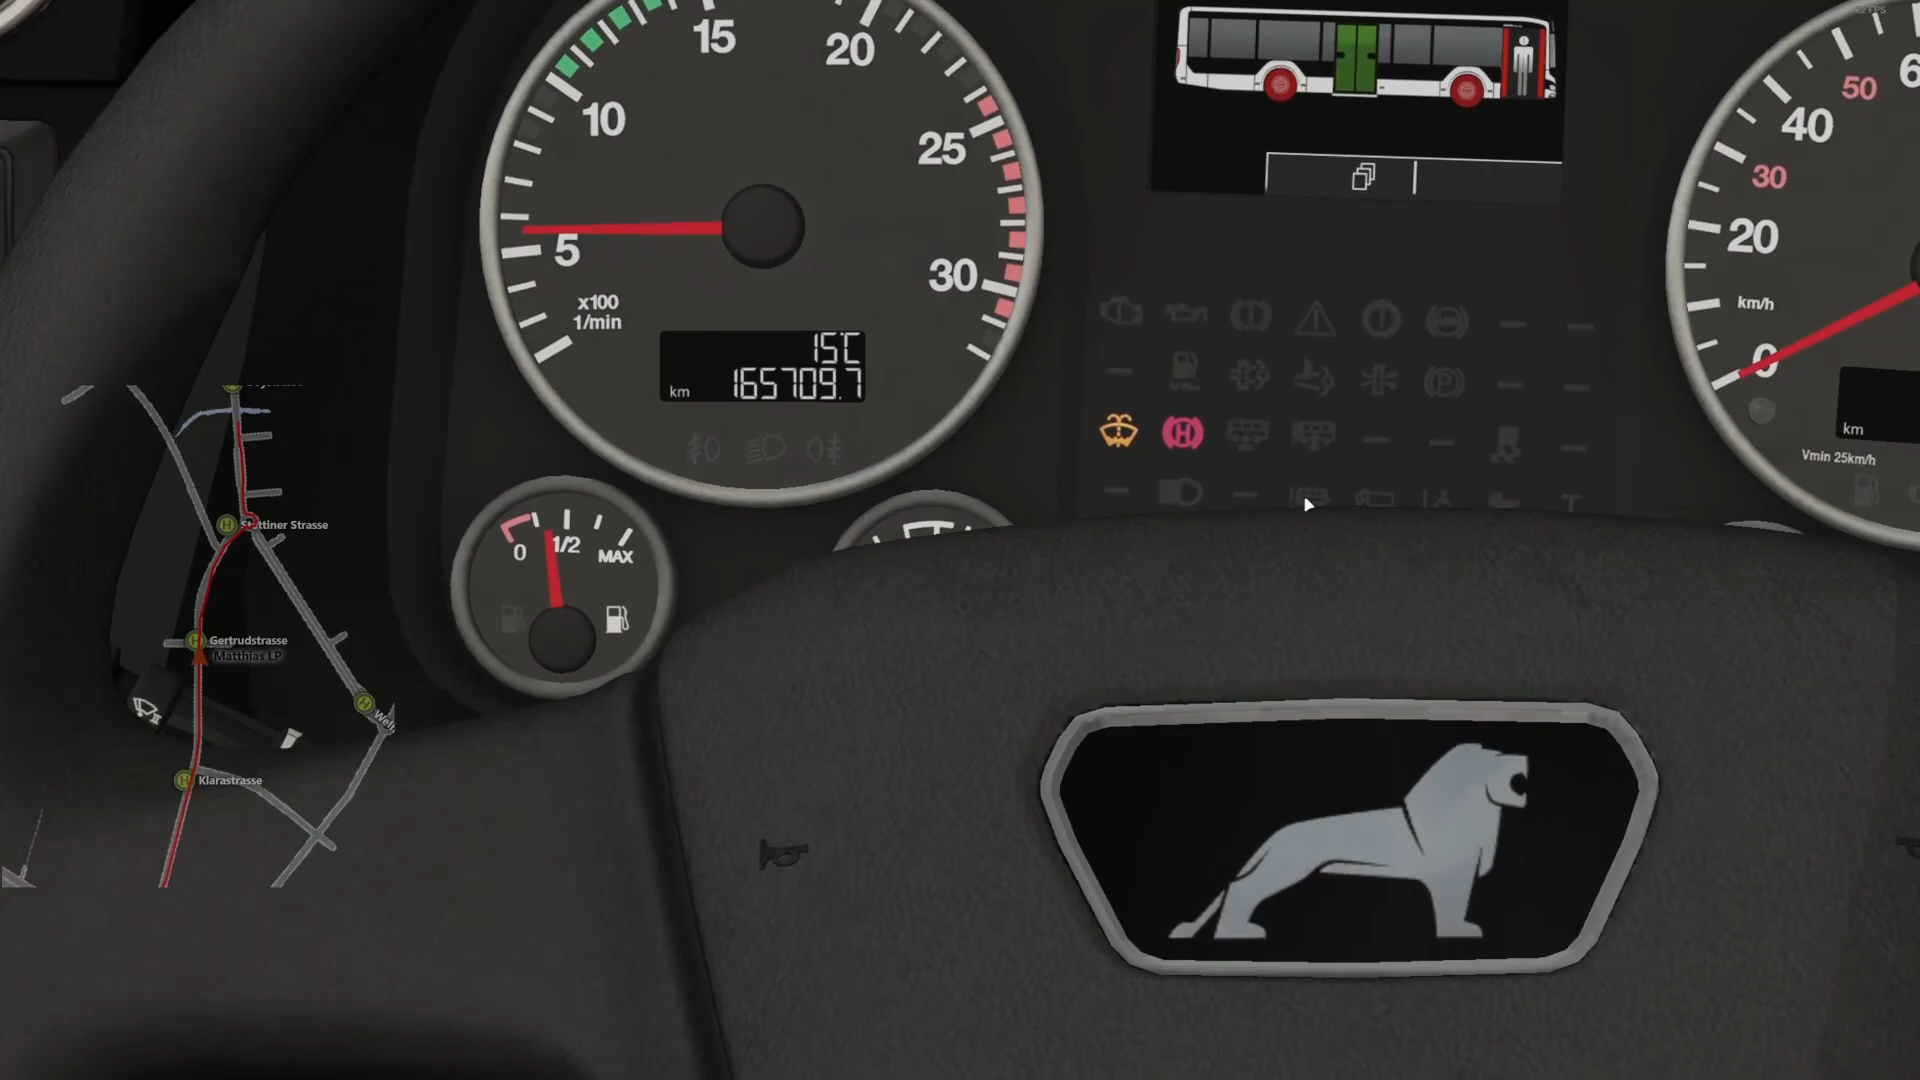 15
20
10
25
5
30
x100
1/min
15°C
km 165709.7
0 1/2 MAX
60
50
40
30
20
km/h
0
km
Vmin 25km/h
H
P
Stettiner Strasse
Gertrudstrasse
Matthias LP
Klarastrasse